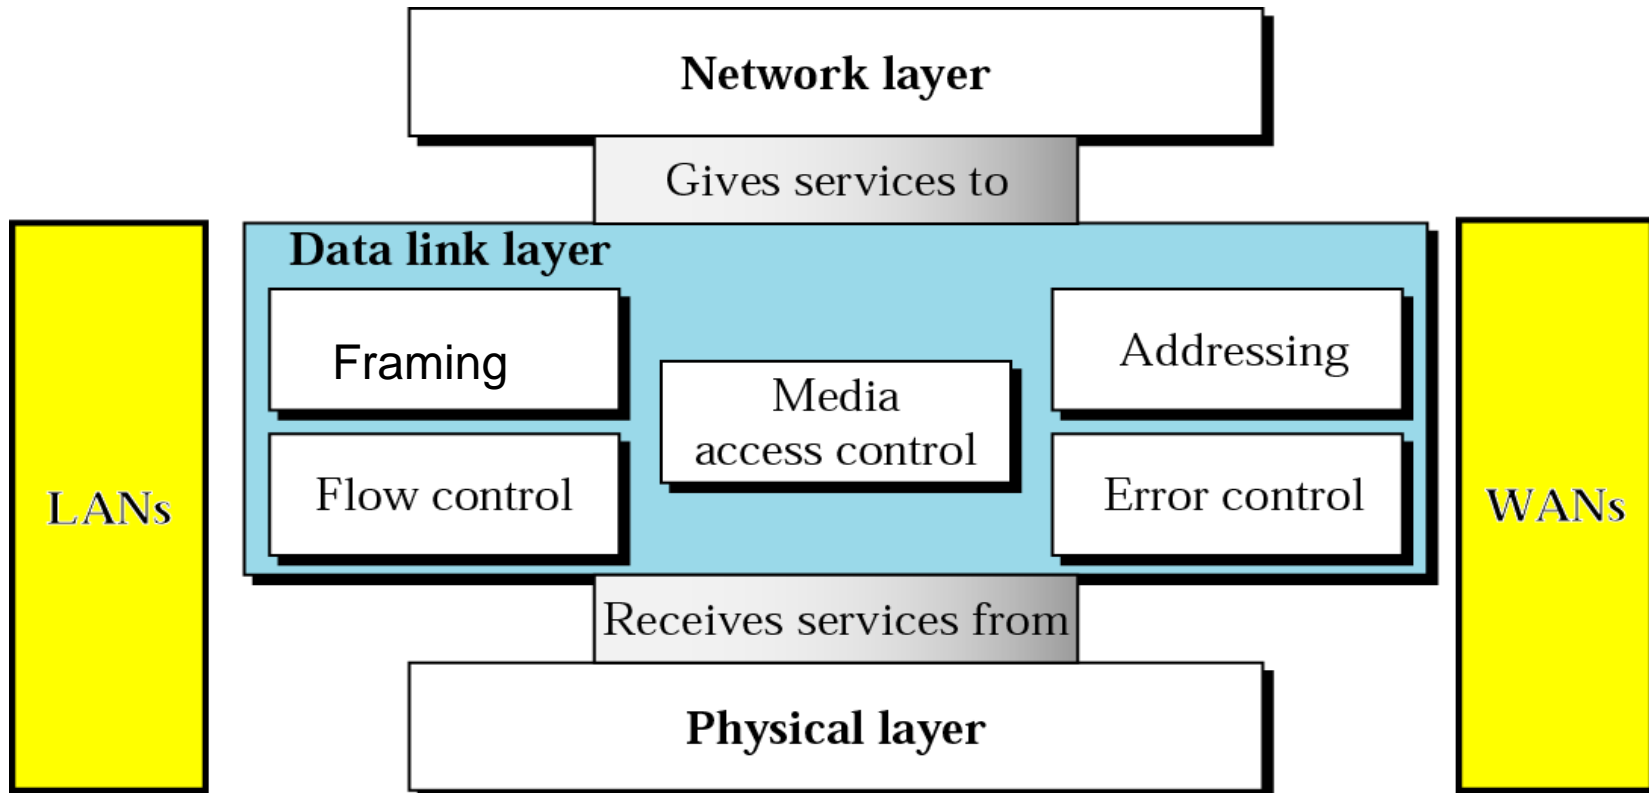 Network layer
Gives services to
Data link layer
Framing
Addressing
Media
access control
Flow control
Error control
LANs
WANs
Receives services from
Physical layer